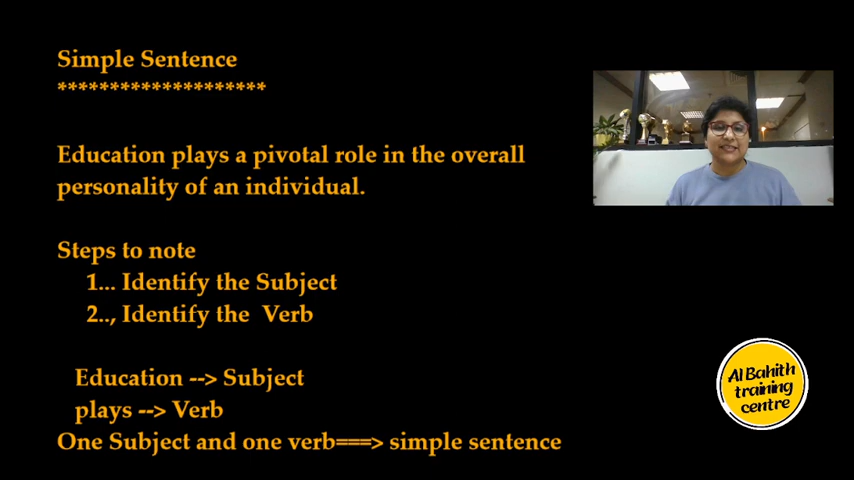 Simple Sentence
********************
Education plays a pivotal role in the overall
personality of an individual.
Steps to note
1... Identify the Subject
2.., Identify the  Verb
Education --> Subject
plays --> Verb
One Subject and one verb===> simple sentence
Al Bahith
training
centre